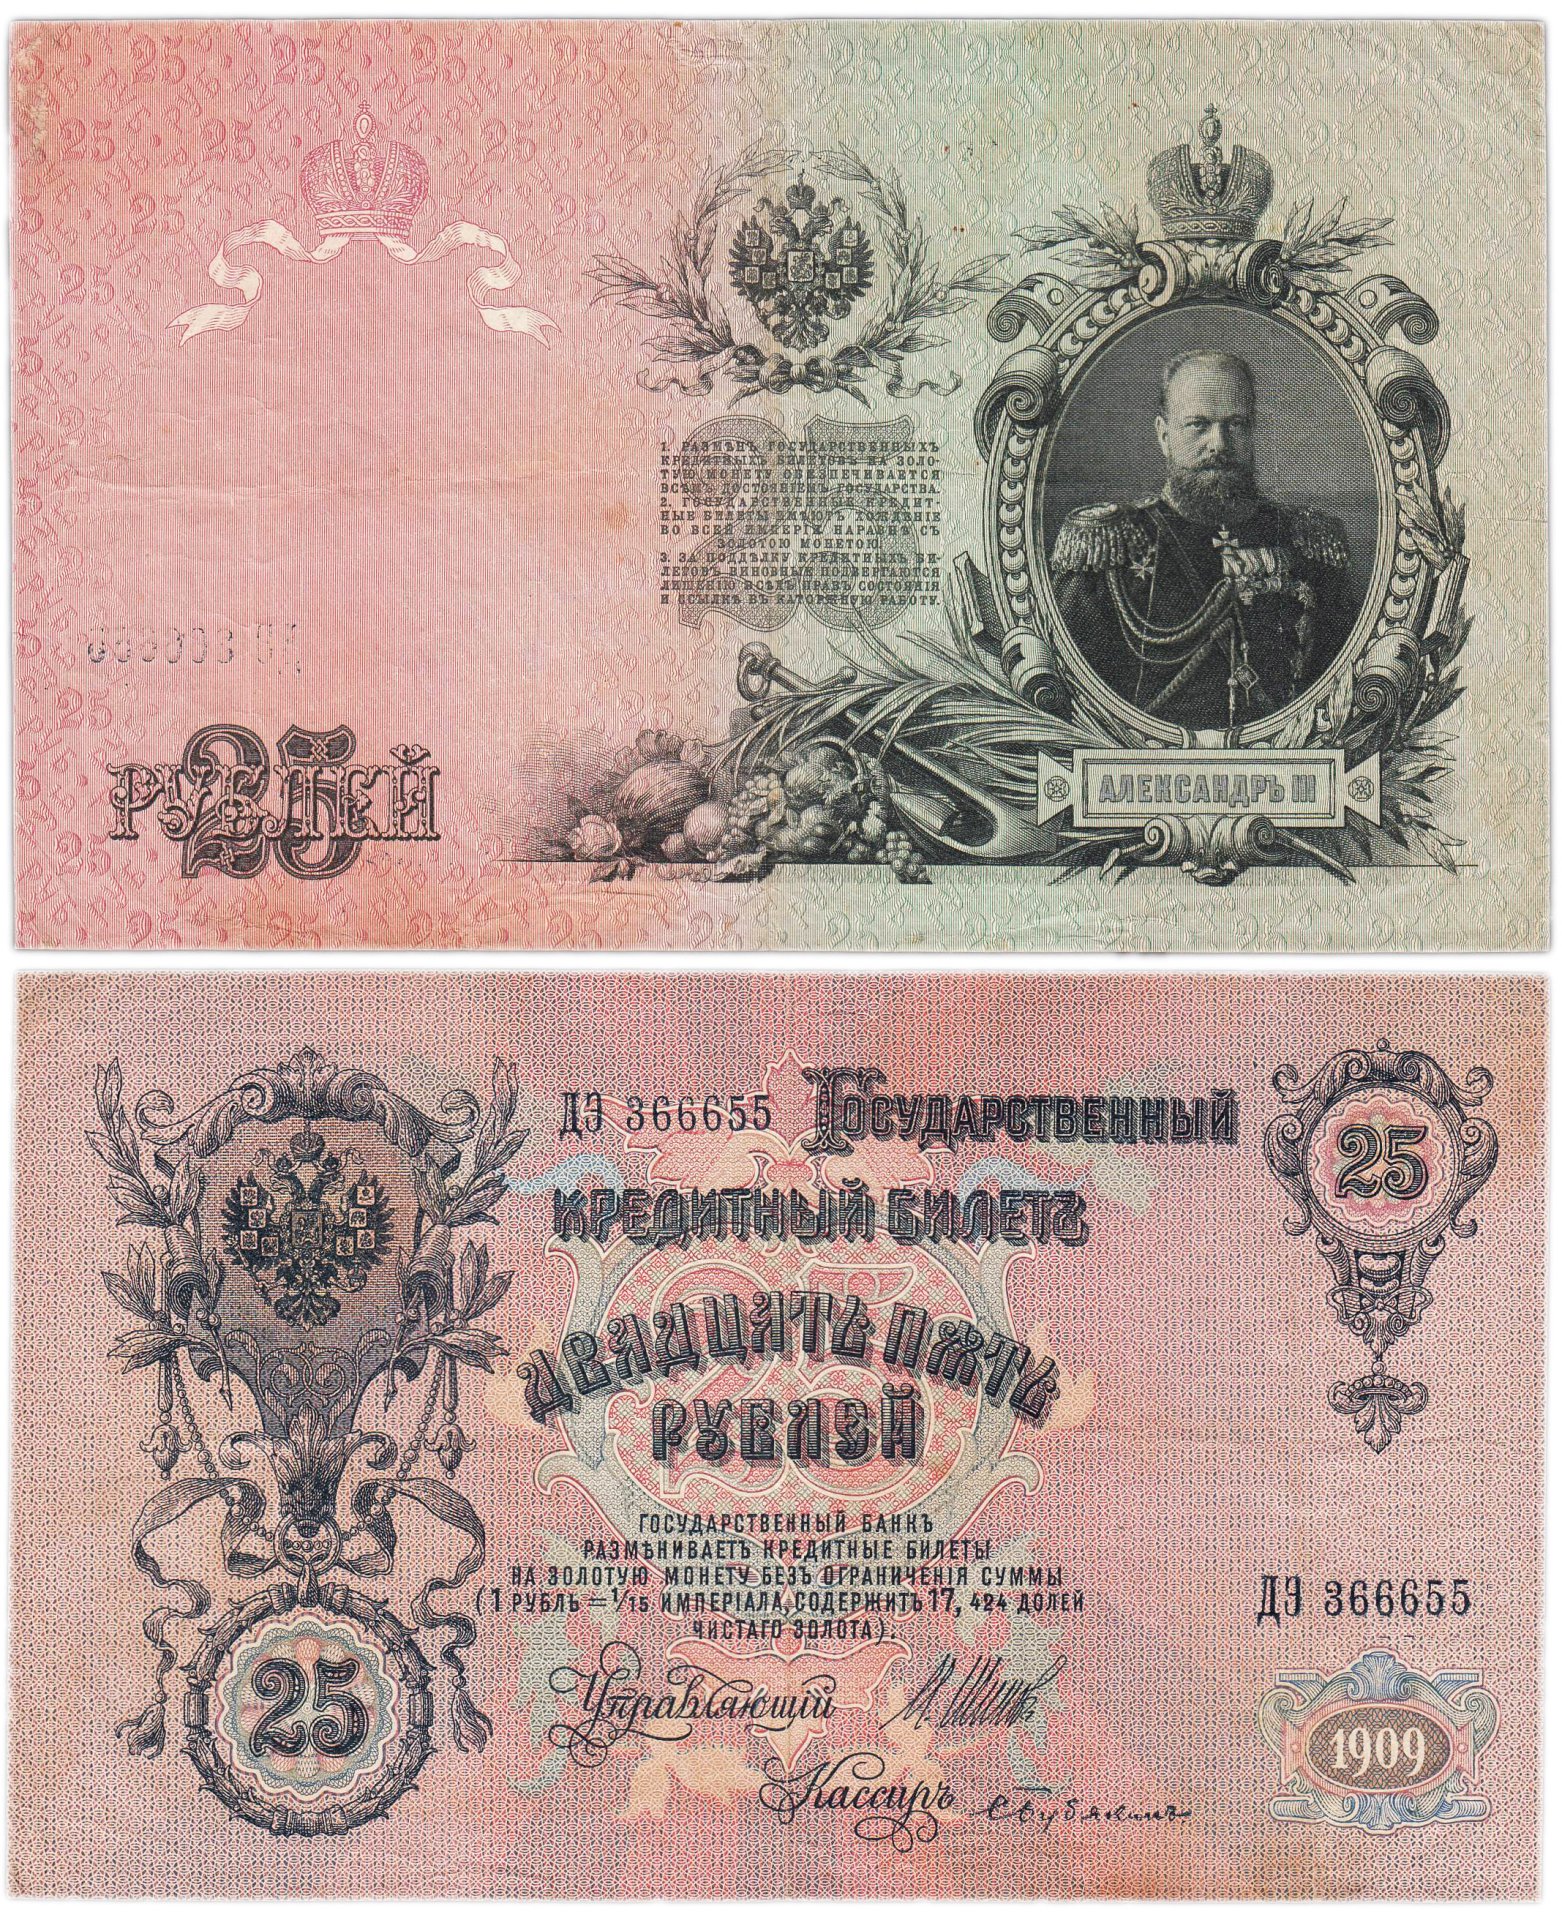 1. РАЗМѢНЪ ГОСУДАРСТВЕННЫХЪ
КРЕДИТНЫХЪ БИЛЕТОВЪ НА ЗОЛО-
ТУЮ МОНЕТУ ОБЕЗПЕЧИВАЕТСЯ
ВСѢМЪ ДОСТОЯНІЕМЪ ГОСУДАРСТВА.
2. ГОСУДАРСТВЕННЫЕ КРЕДИТ-
НЫЕ БИЛЕТЫ ИМѢЮТЪ ХОЖДЕНІЕ
ВО ВСЕЙ ИМПЕРІИ НАРАВНѢ СЪ
ЗОЛОТОЮ МОНЕТОЮ.
3. ЗА ПОДДѢЛКУ КРЕДИТНЫХЪ БИ-
ЛЕТОВЪ ВИНОВНЫЕ ПОДВЕРГАЮТСЯ
ЛИШЕНІЮ ВСѢХЪ ПРАВЪ СОСТОЯНІЯ
И ССЫЛКѢ ВЪ КАТОРЖНУЮ РАБОТУ.
25
25
РУБЛЕЙ
АЛЕКСАНДРЪ III
ДЭ 366655
ГОСУДАРСТВЕННЫЙ
КРЕДИТНЫЙ БИЛЕТЪ
25
25
ДВАДЦАТЬ ПЯТЬ
РУБЛЕЙ
ГОСУДАРСТВЕННЫЙ БАНКЪ
РАЗМѢНИВАЕТЪ КРЕДИТНЫЕ БИЛЕТЫ
НА ЗОЛОТУЮ МОНЕТУ БЕЗЪ ОГРАНИЧЕНІЯ СУММЫ
(1 РУБЛЬ = 1/15 ИМПЕРІАЛА, СОДЕРЖИТЪ 17, 424 ДОЛЕЙ
ЧИСТАГО ЗОЛОТА).
ДЭ 366655
25
Управляющій
Кассиръ
1909